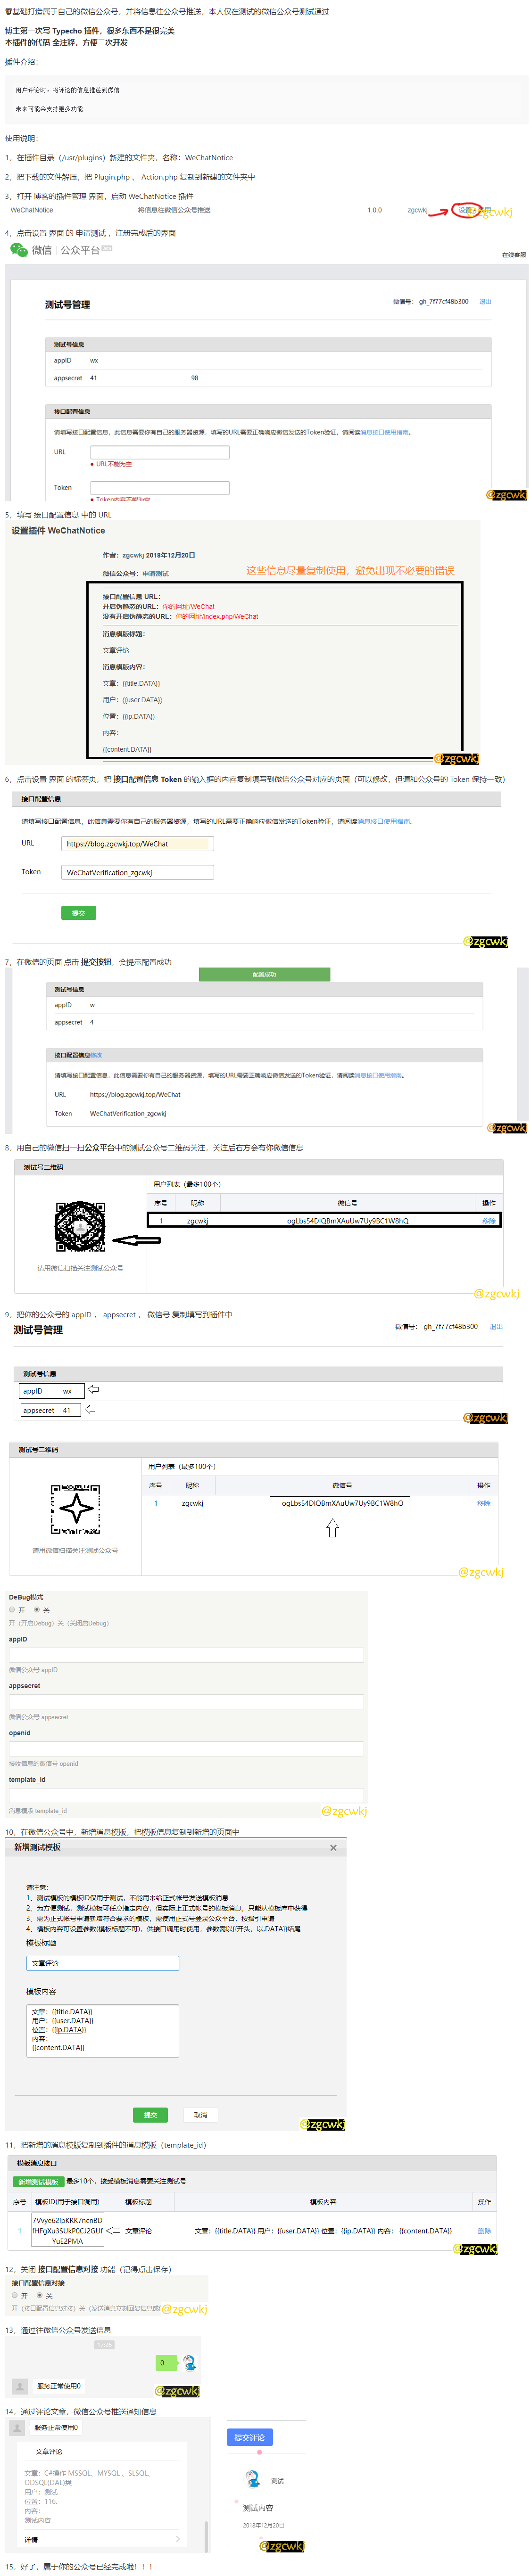 零基础打造属于自己的微信公众号，并将信息往公众号推送，本人仅在测试的微信公众号测试通过
博主第一次写 Typecho 插件，很多东西不是很完美
本插件的代码 全注释，方便二次开发
插件介绍：
用户评论时，将评论的信息推送到微信
未来可能会支持更多功能
使用说明：
1，在插件目录（/usr/plugins）新建的文件夹，名称：WeChatNotice
2，把下载的文件解压，把 Plugin.php 、 Action.php 复制到新建的文件夹中
3，打开 博客的插件管理 界面，启动 WeChatNotice 插件
WeChatNotice 将信息往微信公众号推送 1.0.0 zgcwkj 设置
@zgcwkj
4，点击设置 界面 的 申请测试 ，注册完成后的界面
微信 | 公众平台
在线客服
测试号管理 微信号： gh_7f77cf48b300 退出
测试号信息
appID wx
appsecret 41 98
接口配置信息
请填写接口配置信息，此信息需要你有自己的服务器资源，填写的URL需要正确响应微信发送的Token验证，请阅读消息接口使用指南。
URL
URL不能为空
Token
Token内容不能为空
@zgcwkj
5，填写 接口配置信息 中的 URL
设置插件 WeChatNotice
作者：zgcwkj 2018年12月20日
微信公众号：申请测试
这些信息尽量复制使用，避免出现不必要的错误
接口配置信息 URL：
开启伪静态的URL：你的网址/WeChat
没有开启伪静态的URL：你的网址/index.php/WeChat
消息模版标题：
文章评论
消息模版内容：
文章：{{title.DATA}}
用户：{{user.DATA}}
位置：{{ip.DATA}}
内容：
{{content.DATA}}
@zgcwkj
6，点击设置 界面 的标签页，把 接口配置信息 Token 的输入框的内容复制填写到微信公众号对应的页面（可以修改，但请和公众号的 Token 保持一致）
接口配置信息
请填写接口配置信息，此信息需要你有自己的服务器资源，填写的URL需要正确响应微信发送的Token验证，请阅读消息接口使用指南。
URL https://blog.zgcwkj.top/WeChat
Token WeChatVerification_zgcwkj
提交
@zgcwkj
7，在微信的页面 点击 提交按钮，会提示配置成功
配置成功
测试号信息
appID w
appsecret 4
接口配置信息修改
请填写接口配置信息，此信息需要你有自己的服务器资源，填写的URL需要正确响应微信发送的Token验证，请阅读消息接口使用指南。
URL https://blog.zgcwkj.top/WeChat
Token WeChatVerification_zgcwkj
@zgcwkj
8，用自己的微信扫一扫公众平台中的测试公众号二维码关注，关注后右方会有你微信信息
测试号二维码
用户列表（最多100个）
序号 昵称 微信号 操作
1 zgcwkj ogLbs54DIQBmXAuUw7Uy9BC1W8hQ 移除
请用微信扫描关注测试公众号
@zgcwkj
9，把你的公众号的 appID ， appsecret ， 微信号 复制填写到插件中
测试号管理 微信号： gh_7f77cf48b300 退出
测试号信息
appID wx
appsecret 41
@zgcwkj
测试号二维码
用户列表（最多100个）
序号 昵称 微信号 操作
1 zgcwkj ogLbs54DIQBmXAuUw7Uy9BC1W8hQ 移除
请用微信扫描关注测试公众号
@zgcwkj
DeBug模式
开 关
开（开启Debug）关（关闭启Debug）
appID
微信公众号 appID
appsecret
微信公众号 appsecret
openid
接收信息的微信号 openid
template_id
消息模版 template_id
@zgcwkj
10，在微信公众号中，新增消息模版，把模版信息复制到新增的页面中
新增测试模板
请注意：
1、测试模板的模板ID仅用于测试，不能用来给正式帐号发送模板消息
2、为方便测试，测试模板可任意指定内容，但实际上正式帐号的模板消息，只能从模板库中获得
3、需为正式帐号申请新增符合要求的模板，需使用正式号登录公众平台，按指引申请
4、模板内容可设置参数(模板标题不可)，供接口调用时使用，参数需以{{开头，以.DATA}}结尾
模板标题
文章评论
模板内容
文章：{{title.DATA}}
用户：{{user.DATA}}
位置：{{ip.DATA}}
内容：
{{content.DATA}}
提交 取消
@zgcwkj
11，把新增的消息模版复制到插件的消息模版（template_id）
模板消息接口
新增测试模板 最多10个，接受模板消息需要关注测试号
序号 模板ID(用于接口调用) 模板标题 模板内容 操作
7Vvye62ipKRK7ncnBD
1 fHFgXu3SUkP0CJ2GUf 文章评论 文章：{{title.DATA}} 用户：{{user.DATA}} 位置：{{ip.DATA}} 内容： {{content.DATA}} 删除
YuE2PMA
@zgcwkj
12，关闭 接口配置信息对接 功能（记得点击保存）
接口配置信息对接
开 关
开（接口配置信息对接）关（发送消息立刻回复信息或
@zgcwkj
13，通过往微信公众号发送信息
0
服务正常使用0
@zgcwkj
14，通过评论文章，微信公众号推送通知信息
服务正常使用0
文章评论
文章：C#操作 MSSQL、MYSQL 、SLSQL、
ODSQL(DAL)类
用户：测试
位置：116.
内容：
测试内容
详情
提交评论
测试
测试内容
2018年12月20日
@zgcwkj
15，好了，属于你的公众号已经完成啦！！！